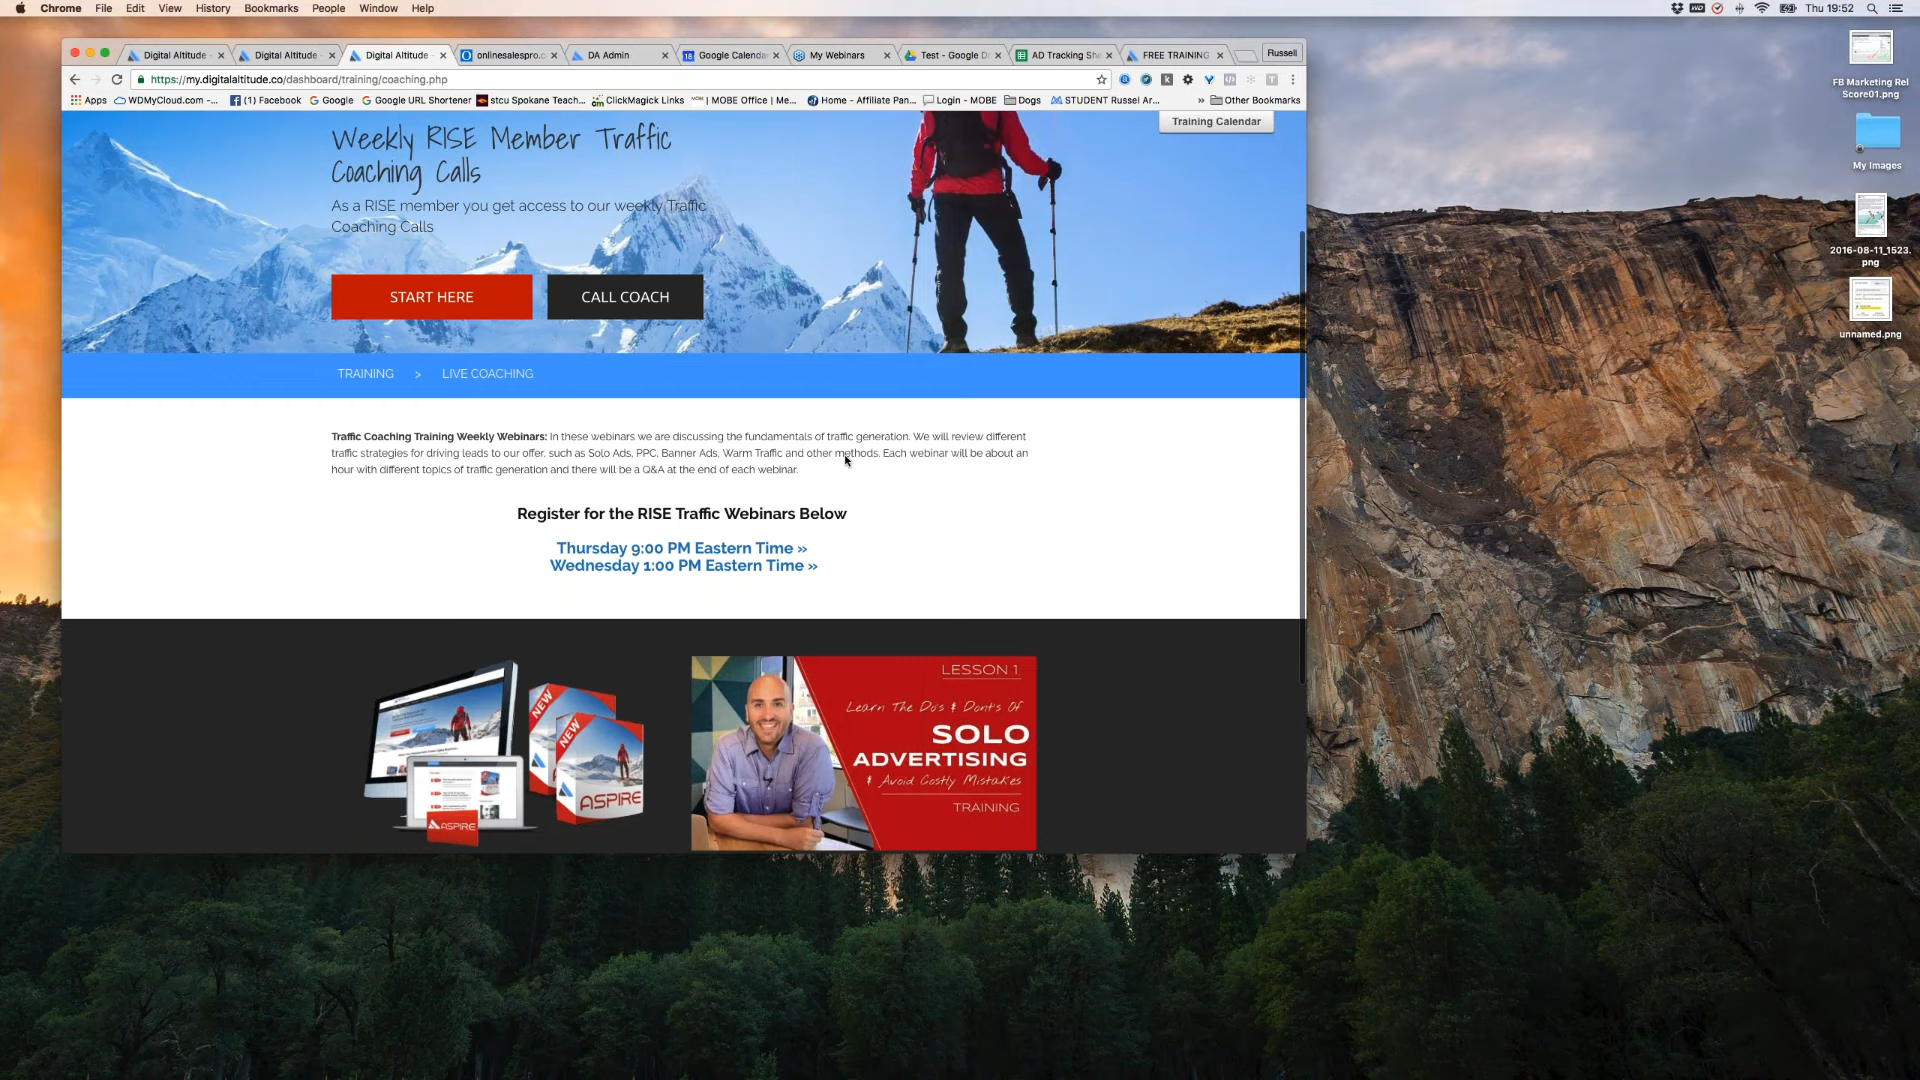 Chrome File Edit View History Bookmarks People Window Help
Thu 19:52
Digital Altitude -
Digital Altitude -
Digital Altitude -
onlinesalespro.c
DA Admin
Google Calenda
My Webinars
Test - Google D
AD Tracking She
FREE TRAINING
Russell
https://my.digitalaltitude.co/dashboard/training/coaching.php
Apps
WDMyCloud.com -...
(1) Facebook
Google
Google URL Shortener
stcu Spokane Teach...
ClickMagick Links
| MOBE Office | Me...
Home - Affiliate Pan...
Login - MOBE
Dogs
STUDENT Russel Ar...
»
Other Bookmarks
Training Calendar
Weekly RISE Member Traffic
Coaching Calls
As a RISE member you get access to our weekly Traffic
Coaching Calls
START HERE
CALL COACH
TRAINING > LIVE COACHING
Traffic Coaching Training Weekly Webinars: In these webinars we are discussing the fundamentals of traffic generation. We will review different
traffic strategies for driving leads to our offer, such as Solo Ads, PPC, Banner Ads, Warm Traffic and other methods. Each webinar will be about an
hour with different topics of traffic generation and there will be a Q&A at the end of each webinar.
Register for the RISE Traffic Webinars Below
Thursday 9:00 PM Eastern Time »
Wednesday 1:00 PM Eastern Time »
NEW
NEW
ASPIRE
ASPIRE
LESSON 1
Learn The Do's & Dont's Of
SOLO
ADVERTISING
& Avoid Costly Mistakes
TRAINING
FB Marketing Rel
Score01.png
My Images
2016-08-11_1523.
png
unnamed.png